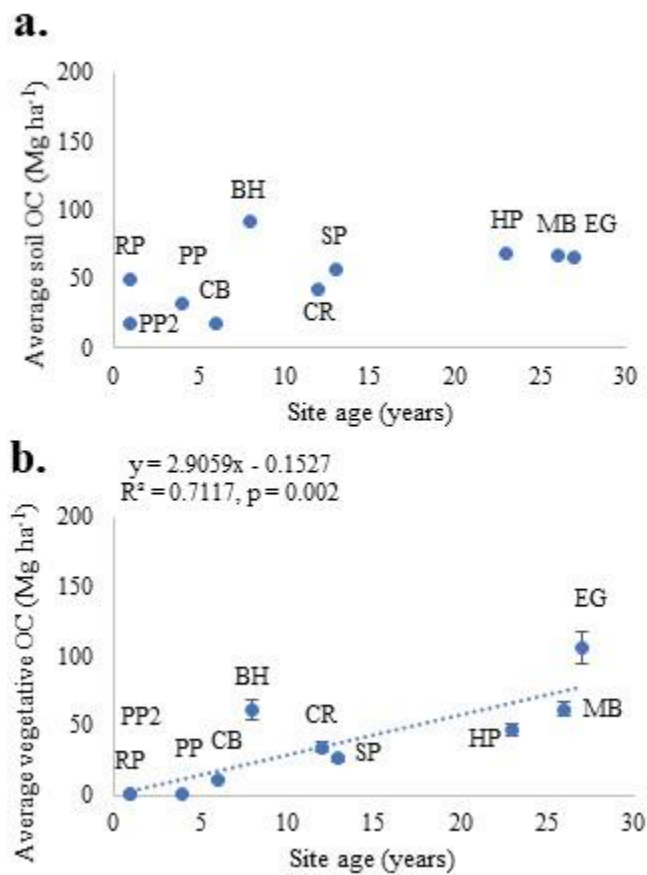 a.
Average soil OC (Mg ha⁻¹)
200
150
100
50
0
RP
PP2
PP
CB
BH
CR
SP
HP
MB
EG
0 5 10 15 20 25 30
Site age (years)
b.
y = 2.9059x - 0.1527
R² = 0.7117, p = 0.002
Average vegetative OC (Mg ha⁻¹)
200
150
100
50
0
PP2
RP
PP
CB
BH
CR
SP
HP
MB
EG
0 5 10 15 20 25 30
Site age (years)